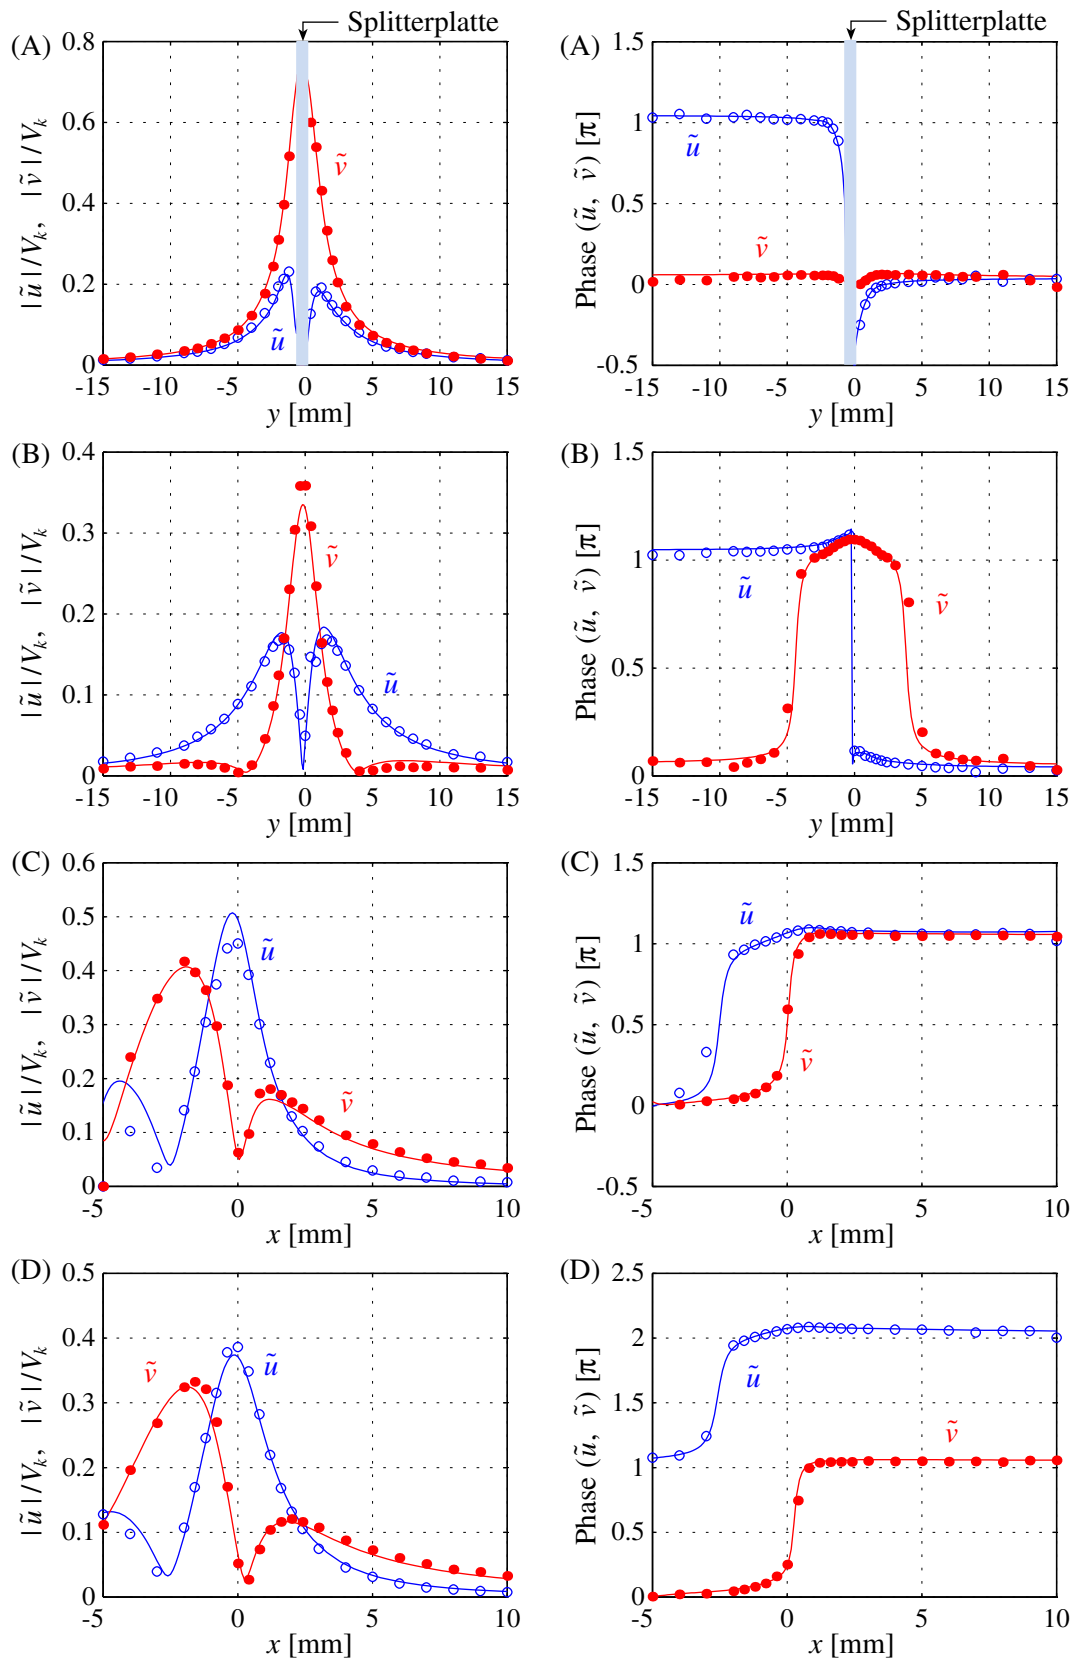 Splitterplatte Splitterplatte
(A) (A)
0.8 0.6 0.4 0.2 0
|ũ|/V_k, |ṽ|/V_k
ṽ
ũ
-15 -10 -5 0 5 10 15
y [mm]
1.5 1 0.5 0 -0.5
Phase (ũ, ṽ) [π]
ũ
ṽ
-15 -10 -5 0 5 10 15
y [mm]
(B) (B)
0.4 0.3 0.2 0.1 0
|ũ|/V_k, |ṽ|/V_k
ṽ
ũ
-15 -10 -5 0 5 10 15
y [mm]
1.5 1 0.5 0
Phase (ũ, ṽ) [π]
ũ
ṽ
-15 -10 -5 0 5 10 15
y [mm]
(C) (C)
0.6 0.5 0.4 0.3 0.2 0.1 0
|ũ|/V_k, |ṽ|/V_k
ũ
ṽ
-5 0 5 10
x [mm]
1.5 1 0.5 0 -0.5
Phase (ũ, ṽ) [π]
ũ
ṽ
-5 0 5 10
x [mm]
(D) (D)
0.5 0.4 0.3 0.2 0.1 0
|ũ|/V_k, |ṽ|/V_k
ṽ
ũ
-5 0 5 10
x [mm]
2.5 2 1.5 1 0.5 0
Phase (ũ, ṽ) [π]
ũ
ṽ
-5 0 5 10
x [mm]